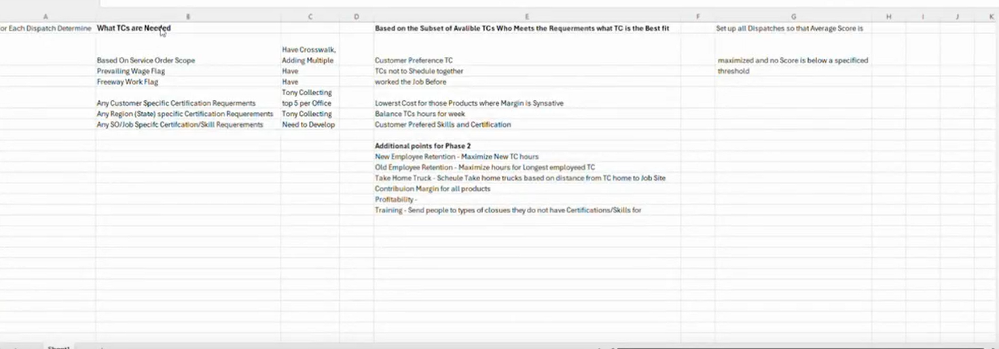 A B C D E F G H I J K
or Each Dispatch Determine What TCs are Needed Based on the Subset of Avalible TCs Who Meets the Requerments what TC is the Best fit Set up all Dispatches so that Average Score is
Have Crosswalk,
Based On Service Order Scope Adding Multiple Customer Preference TC maximized and no Score is below a specificed
Prevailing Wage Flag Have TCs not to Shedule together threshold
Freeway Work Flag Have worked the Job Before
Tony Collecting
Any Customer Specific Certification Requerments top 5 per Office Lowerst Cost for those Products where Margin is Synsative
Any Region (State) specific Certification Requerements Tony Collecting Balance TCs hours for week
Any SO/Job Specifc Certifcation/Skill Requerements Need to Develop Customer Prefered Skills and Certification
Additional points for Phase 2
New Employee Retention - Maximize New TC hours
Old Employee Retention - Maximize hours for Longest employeed TC
Take Home Truck - Scheule Take home trucks based on distance from TC home to Job Site
Contribuion Margin for all products
Profitability -
Training - Send people to types of closues they do not have Certifications/Skills for
Sheet1